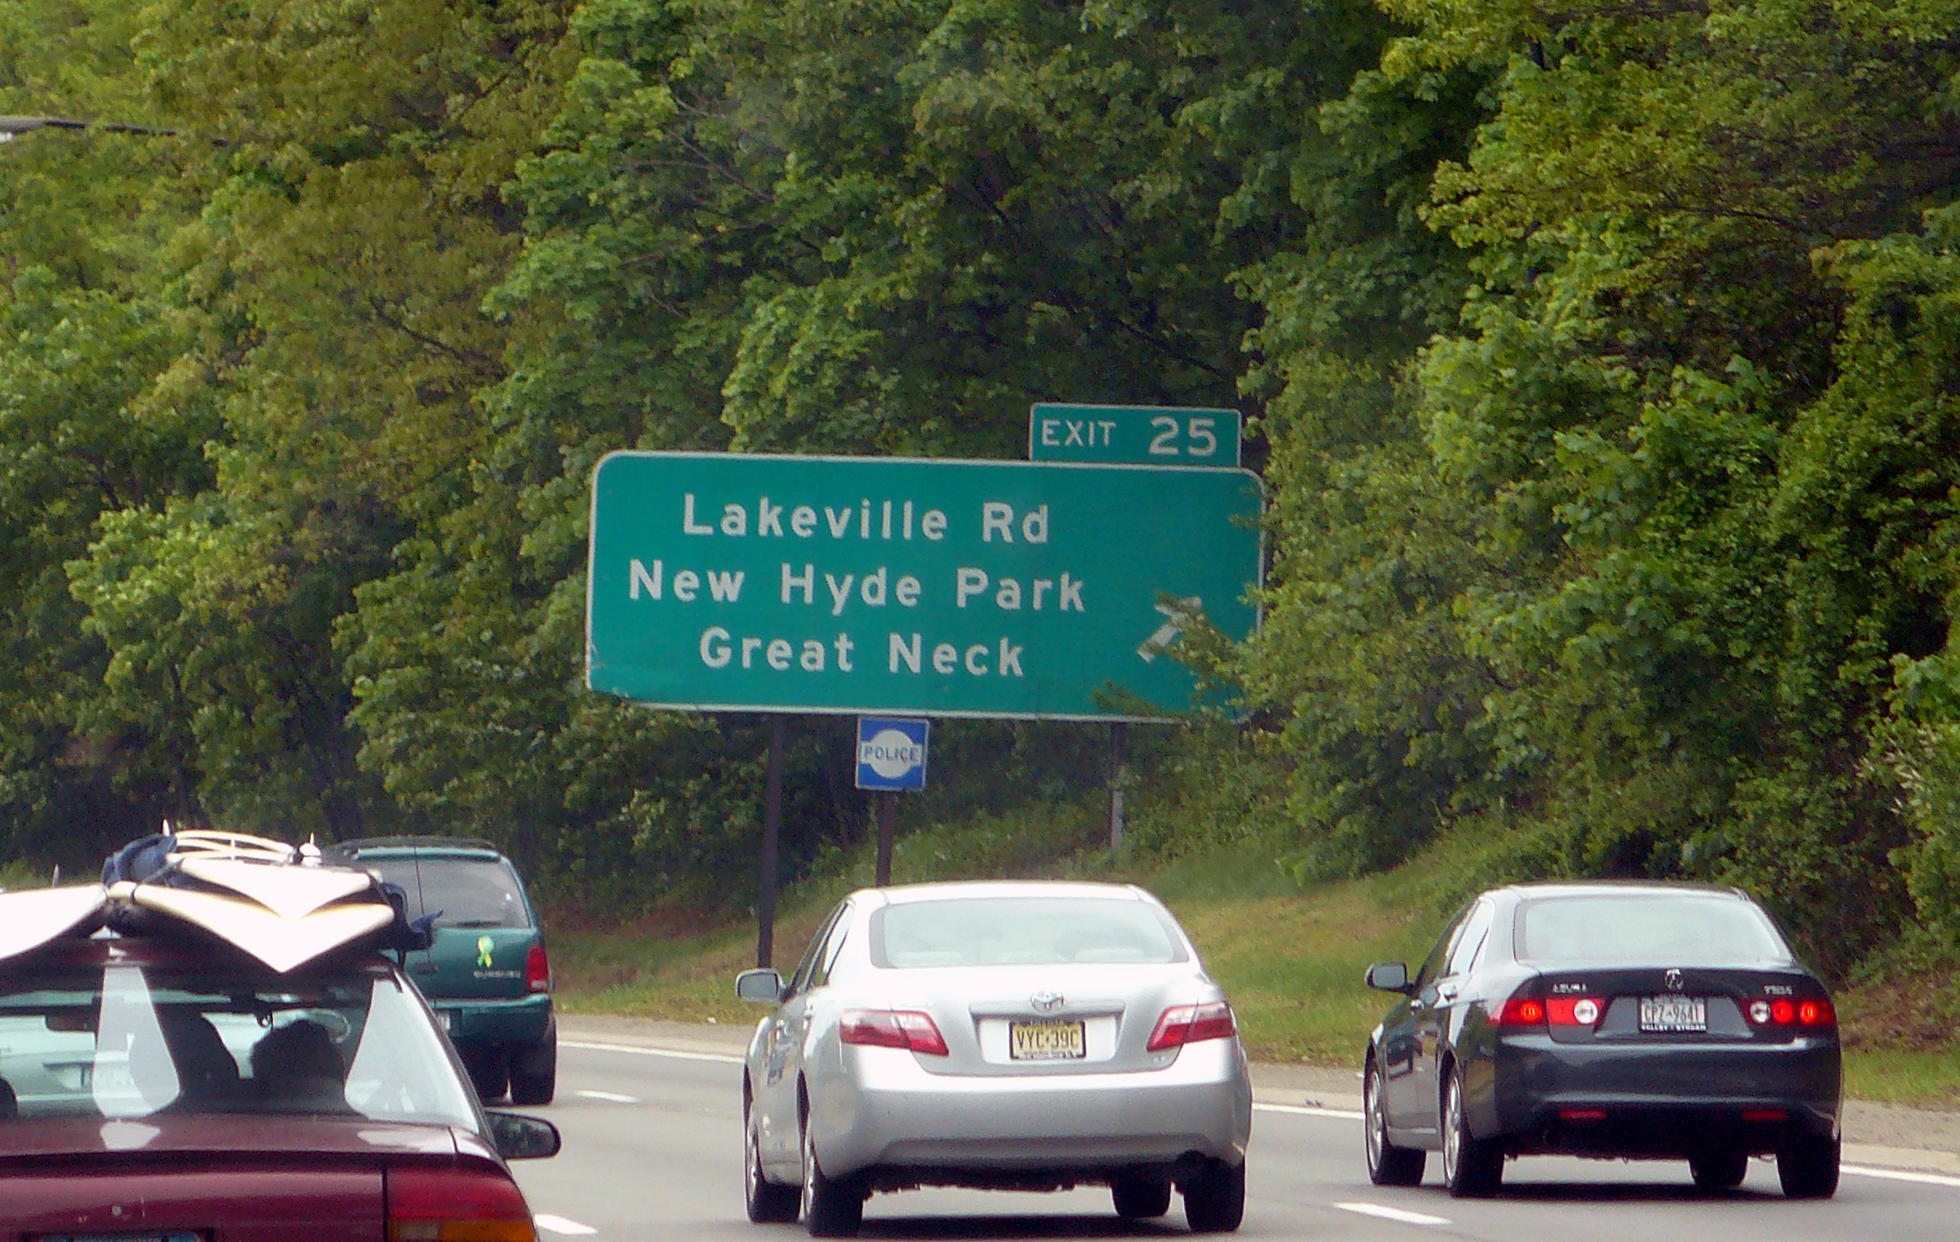 EXIT 25
Lakeville Rd
New Hyde Park
Great Neck
POLICE
VYC·39C
CPZ·9641